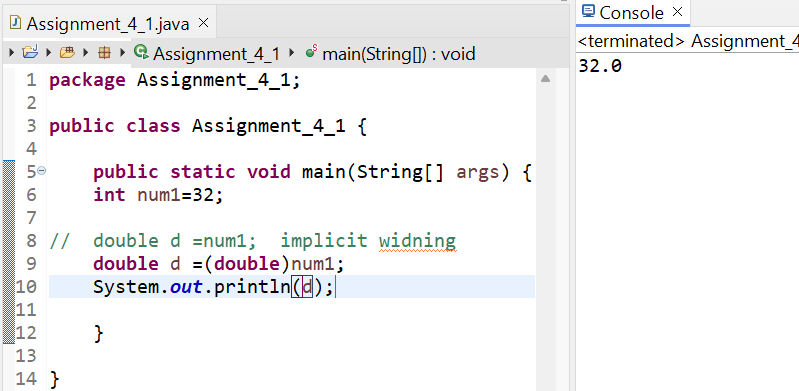 Assignment_4_1.java
Assignment_4_1 main(String[]) : void
1 package Assignment_4_1;
2
3 public class Assignment_4_1 {
4
5 public static void main(String[] args) {
6 int num1=32;
7
8 // double d =num1; implicit widning
9 double d =(double)num1;
10 System.out.println(d);
11
12 }
13
14 }
Console
<terminated> Assignment_4
32.0